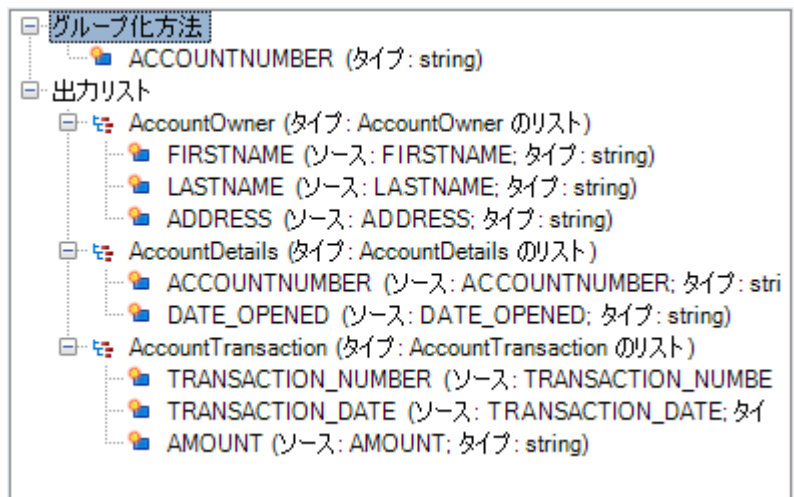 グループ化方法
ACCOUNTNUMBER (タイプ: string)
出力リスト
AccountOwner (タイプ: AccountOwner のリスト)
FIRSTNAME (ソース: FIRSTNAME; タイプ: string)
LASTNAME (ソース: LASTNAME; タイプ: string)
ADDRESS (ソース: ADDRESS; タイプ: string)
AccountDetails (タイプ: AccountDetails のリスト)
ACCOUNTNUMBER (ソース: ACCOUNTNUMBER; タイプ: stri
DATE_OPENED (ソース: DATE_OPENED; タイプ: string)
AccountTransaction (タイプ: AccountTransaction のリスト)
TRANSACTION_NUMBER (ソース: TRANSACTION_NUMBE
TRANSACTION_DATE (ソース: TRANSACTION_DATE; タイ
AMOUNT (ソース: AMOUNT; タイプ: string)